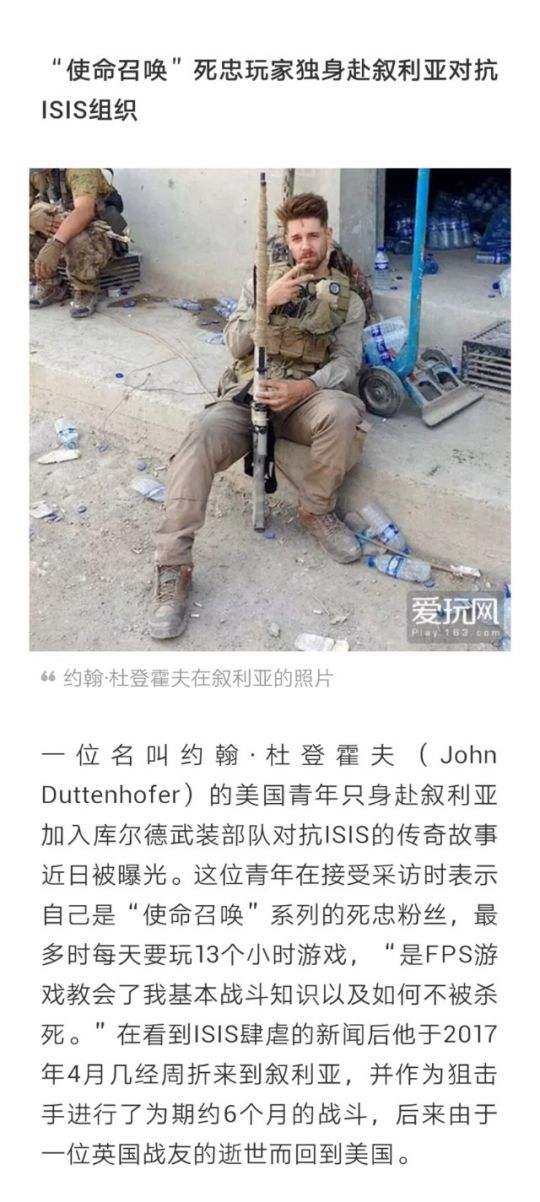 “使命召唤”死忠玩家独身赴叙利亚对抗
ISIS组织
爱玩网
Play.163.com
约翰·杜登霍夫在叙利亚的照片
一位名叫约翰·杜登霍夫（John
Duttenhofer）的美国青年只身赴叙利亚
加入库尔德武装部队对抗ISIS的传奇故事
近日被曝光。这位青年在接受采访时表示
自己是“使命召唤”系列的死忠粉丝，最
多时每天要玩13个小时游戏，“是FPS游
戏教会了我基本战斗知识以及如何不被杀
死。”在看到ISIS肆虐的新闻后他于2017
年4月几经周折来到叙利亚，并作为狙击
手进行了为期约6个月的战斗，后来由于
一位英国战友的逝世而回到美国。